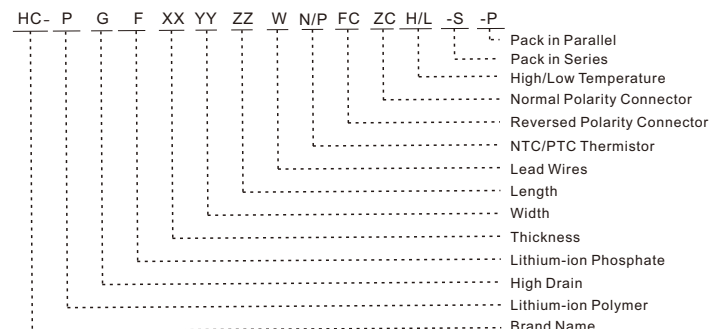 HC- P G F XX YY ZZ W N/P FC ZC H/L -S -P
Pack in Parallel
Pack in Series
High/Low Temperature
Normal Polarity Connector
Reversed Polarity Connector
NTC/PTC Thermistor
Lead Wires
Length
Width
Thickness
Lithium-ion Phosphate
High Drain
Lithium-ion Polymer
Brand Name